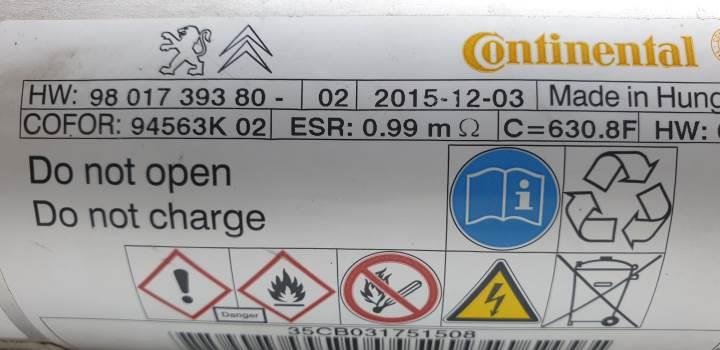 Continental
HW: 98 017 393 80 - 02 2015-12-03 Made in Hung
COFOR: 94563K 02 ESR: 0.99 mΩ C=630.8F HW:
Do not open
Do not charge
i
Danger
35CB031751508